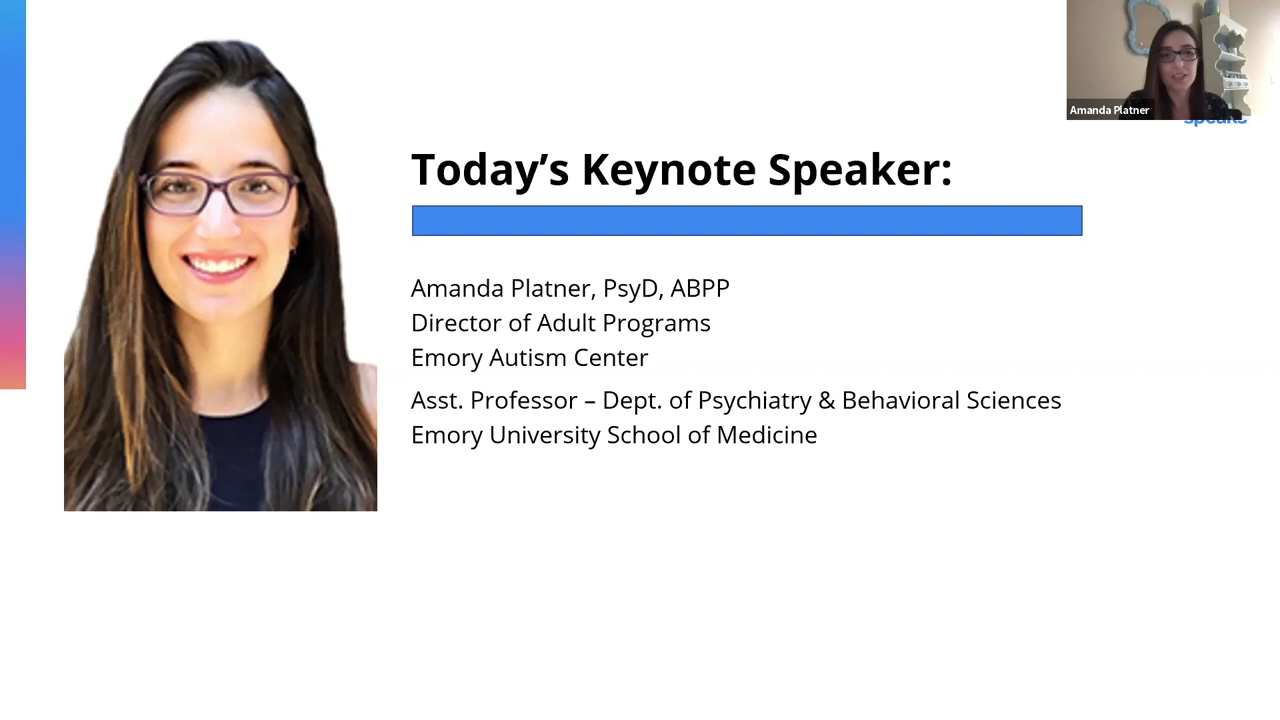 Amanda Platner
speaks
Today’s Keynote Speaker:
Amanda Platner, PsyD, ABPP
Director of Adult Programs
Emory Autism Center
Asst. Professor – Dept. of Psychiatry & Behavioral Sciences
Emory University School of Medicine